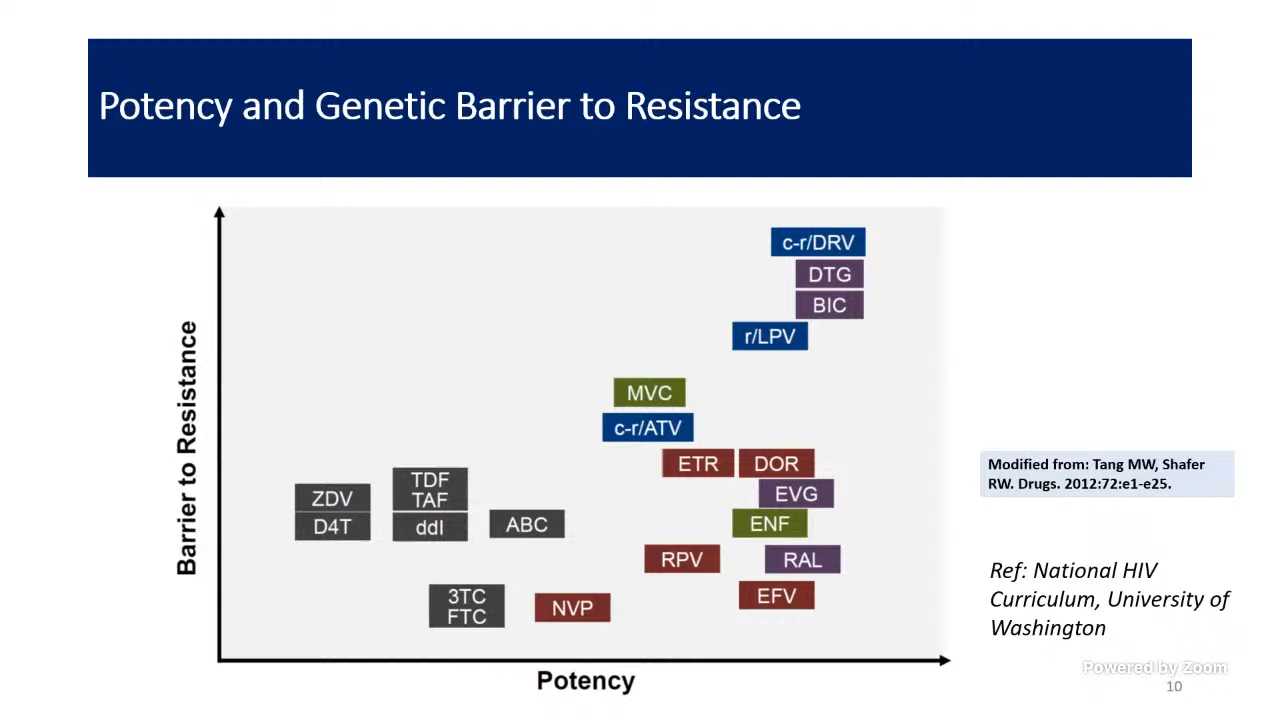 Potency and Genetic Barrier to Resistance
Barrier to Resistance
c-r/DRV
DTG
BIC
r/LPV
MVC
c-r/ATV
ETR
DOR
EVG
ENF
ZDV
D4T
TDF
TAF
ddI
ABC
RPV
RAL
EFV
3TC
FTC
NVP
Potency
Modified from: Tang MW, Shafer
RW. Drugs. 2012:72:e1-e25.
Ref: National HIV
Curriculum, University of
Washington
Powered by Zoom
10